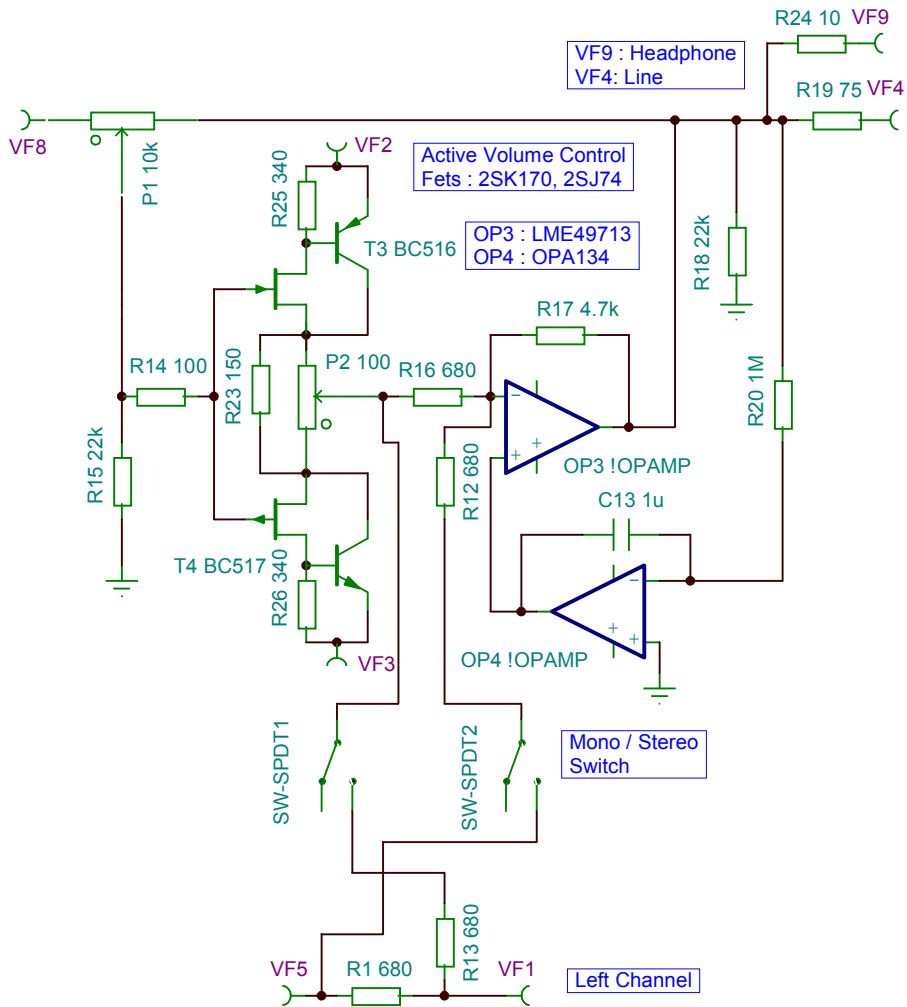 R24 10
VF9
VF9 : Headphone
VF4: Line
R19 75
VF4
VF8
P1 10k
VF2
R25 340
Active Volume Control
Fets : 2SK170, 2SJ74
T3 BC516
OP3 : LME49713
OP4 : OPA134
R18 22k
R17 4.7k
R14 100
R23 150
P2 100
R16 680
R20 1M
R15 22k
R12 680
OP3 !OPAMP
C13 1u
T4 BC517
R26 340
VF3
OP4 !OPAMP
SW-SPDT1
SW-SPDT2
Mono / Stereo
Switch
R13 680
VF5
R1 680
VF1
Left Channel